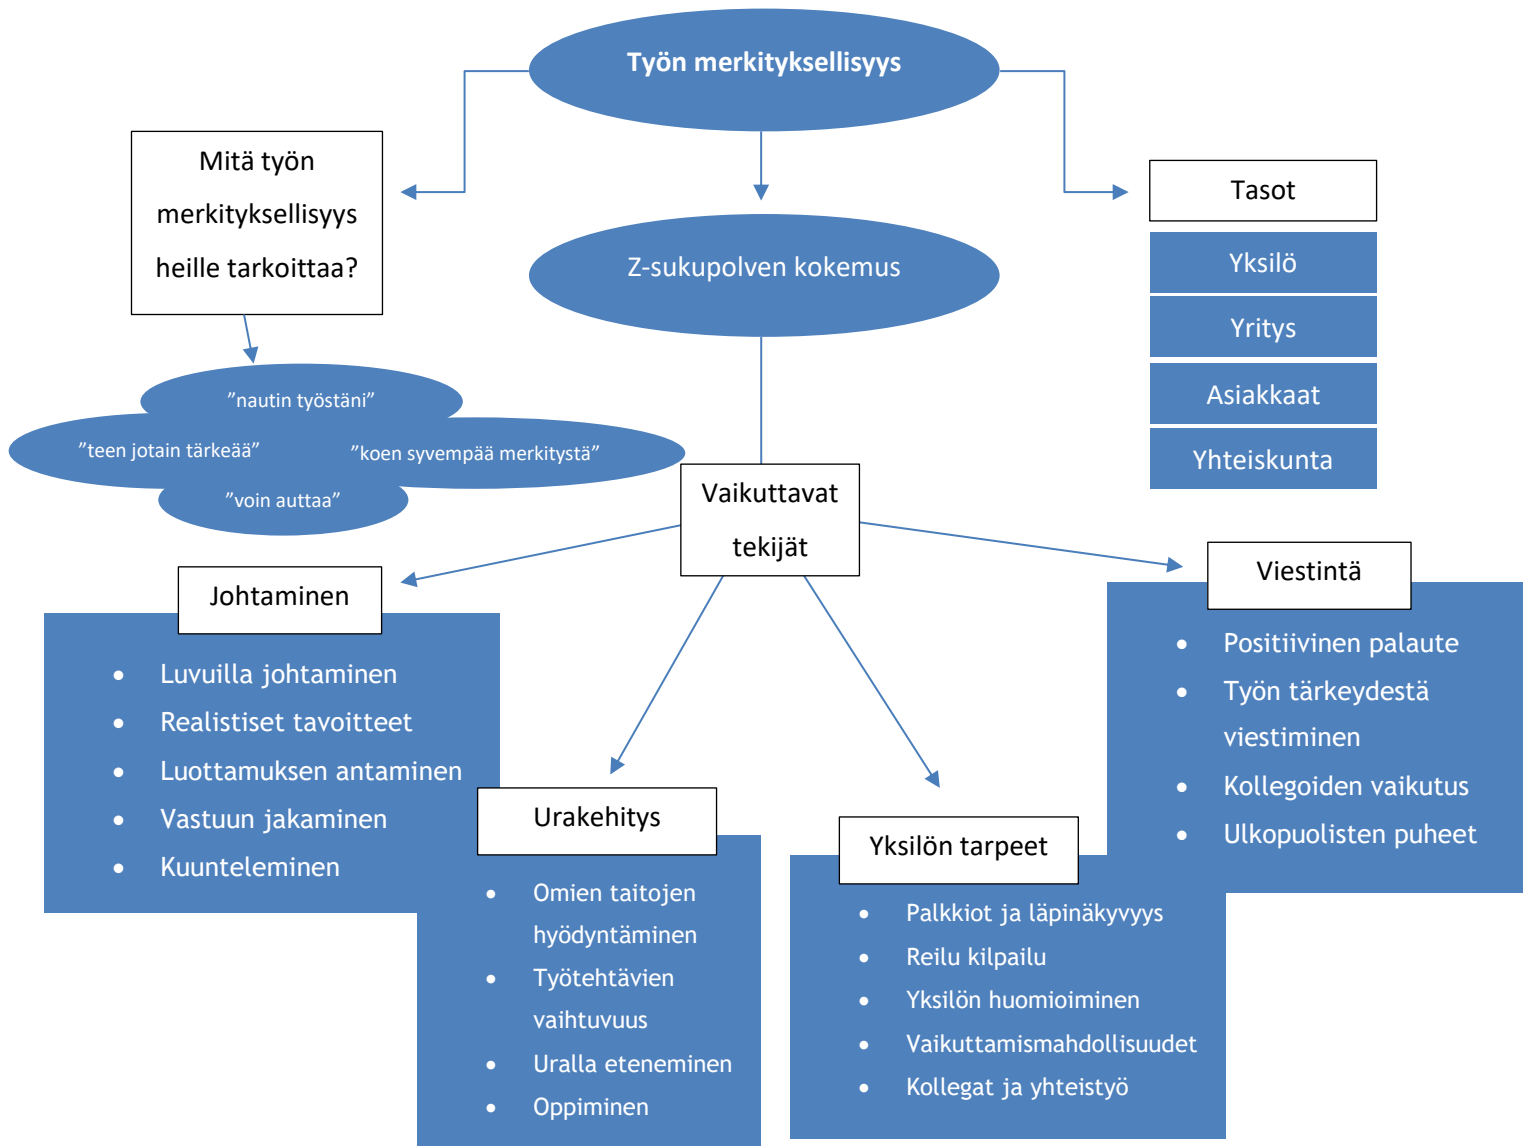 Työn merkityksellisyys
Mitä työn
merkityksellisyys
heille tarkoittaa?
Z-sukupolven kokemus
Tasot
Yksilö
Yritys
Asiakkaat
Yhteiskunta
”nautin työstäni”
”teen jotain tärkeää”
”koen syvempää merkitystä”
”voin auttaa”
Vaikuttavat
tekijät
Johtaminen
• Luvuilla johtaminen
• Realistiset tavoitteet
• Luottamuksen antaminen
• Vastuun jakaminen
• Kuunteleminen
Urakehitys
• Omien taitojen
hyödyntäminen
• Työtehtävien
vaihtuvuus
• Uralla eteneminen
• Oppiminen
Yksilön tarpeet
• Palkkiot ja läpinäkyvyys
• Reilu kilpailu
• Yksilön huomioiminen
• Vaikuttamismahdollisuudet
• Kollegat ja yhteistyö
Viestintä
• Positiivinen palaute
• Työn tärkeydestä
viestiminen
• Kollegoiden vaikutus
• Ulkopuolisten puheet